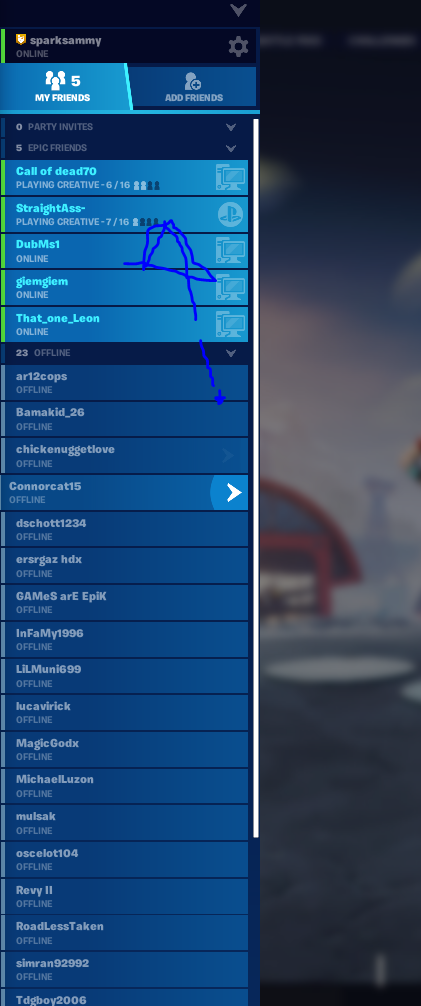 sparksammy
ONLINE
5
MY FRIENDS
ADD FRIENDS
0 PARTY INVITES
5 EPIC FRIENDS
Call of dead70
PLAYING CREATIVE - 6 / 16
StraightAss-
PLAYING CREATIVE - 7 / 16
DubMs1
ONLINE
giemgiem
ONLINE
That_one_Leon
ONLINE
23 OFFLINE
ar12cops
OFFLINE
Bamakid_26
OFFLINE
chickenuggetlove
OFFLINE
Connorcat15
OFFLINE
dschott1234
OFFLINE
ersrgaz hdx
OFFLINE
GAMeS arE EpiK
OFFLINE
InFaMy1996
OFFLINE
LiLMuni699
OFFLINE
lucavirick
OFFLINE
MagicGodx
OFFLINE
MichaelLuzon
OFFLINE
mulsak
OFFLINE
oscelot104
OFFLINE
Revy II
OFFLINE
RoadLessTaken
OFFLINE
simran92992
OFFLINE
Tdgboy2006